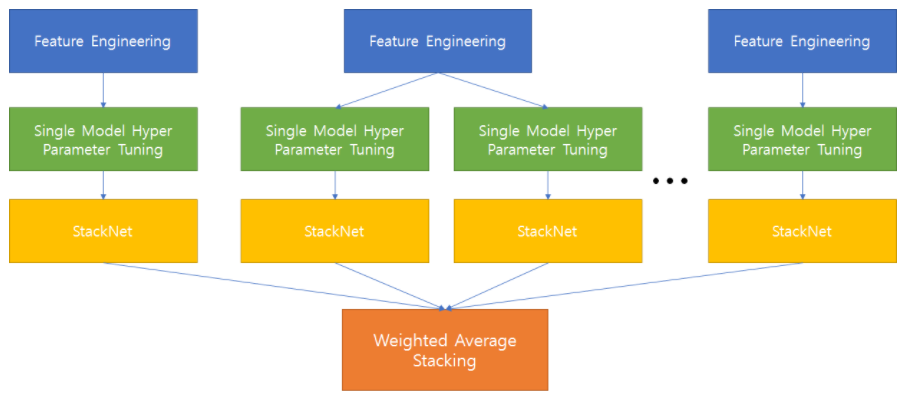 Feature Engineering
Feature Engineering
Feature Engineering
Single Model Hyper
Parameter Tuning
Single Model Hyper
Parameter Tuning
Single Model Hyper
Parameter Tuning
Single Model Hyper
Parameter Tuning
StackNet
StackNet
StackNet
StackNet
Weighted Average
Stacking